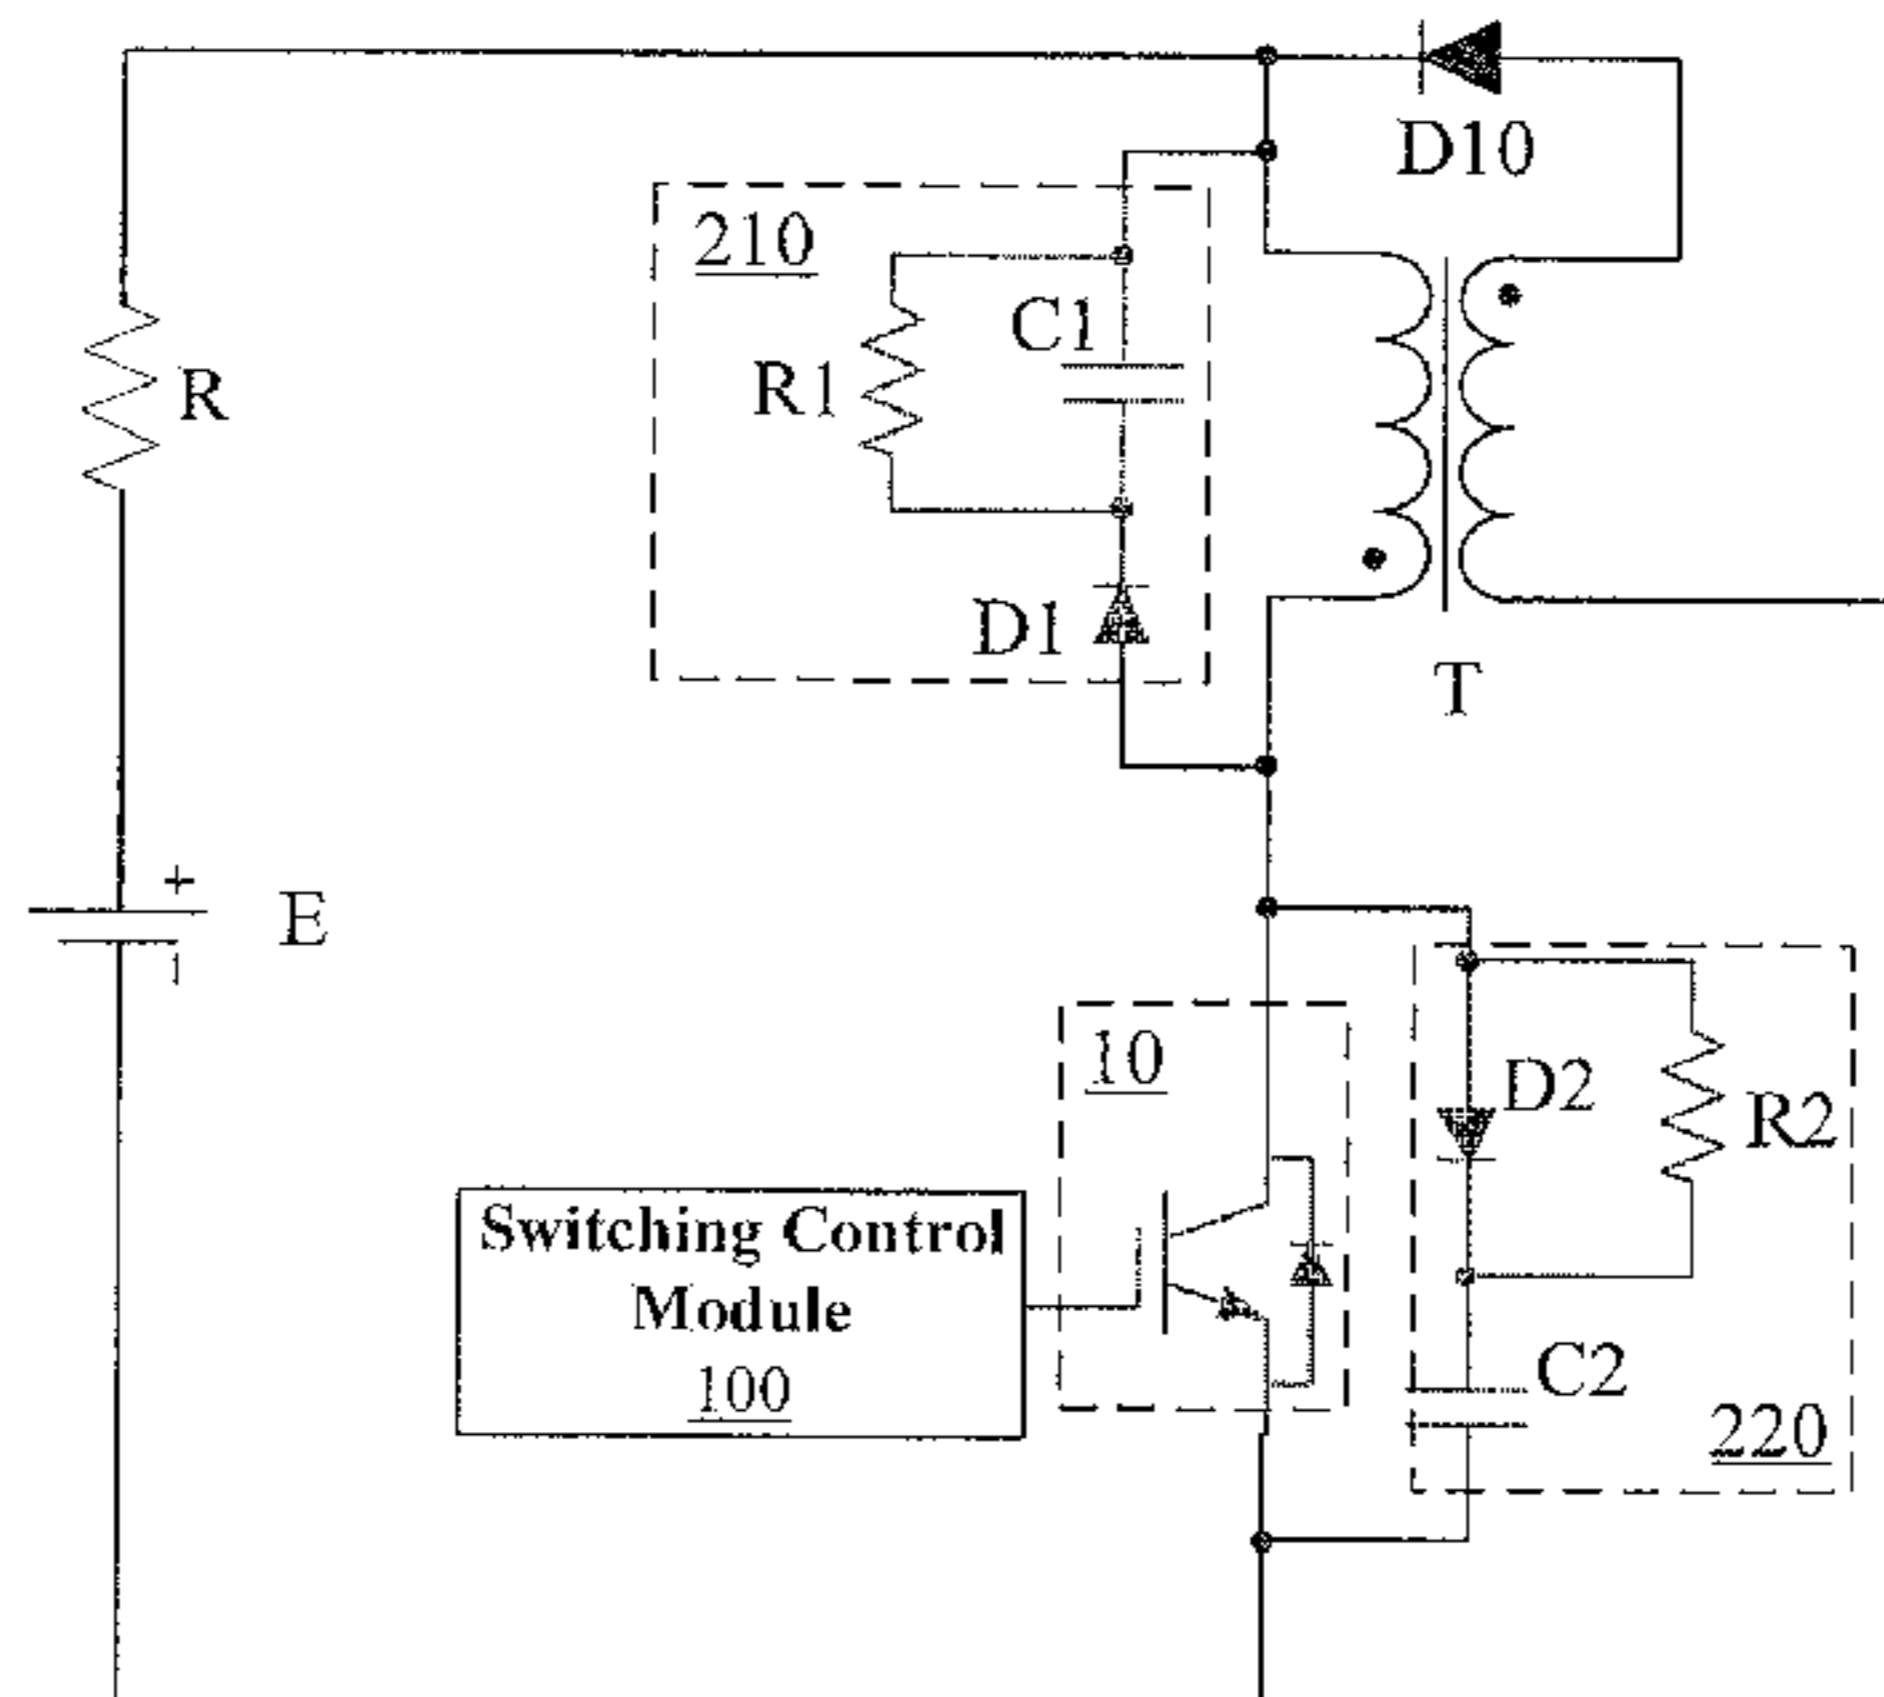 D10
210
C1
R1
R
D1
T
+
E
10
D2
R2
Switching Control
Module
100
C2
220